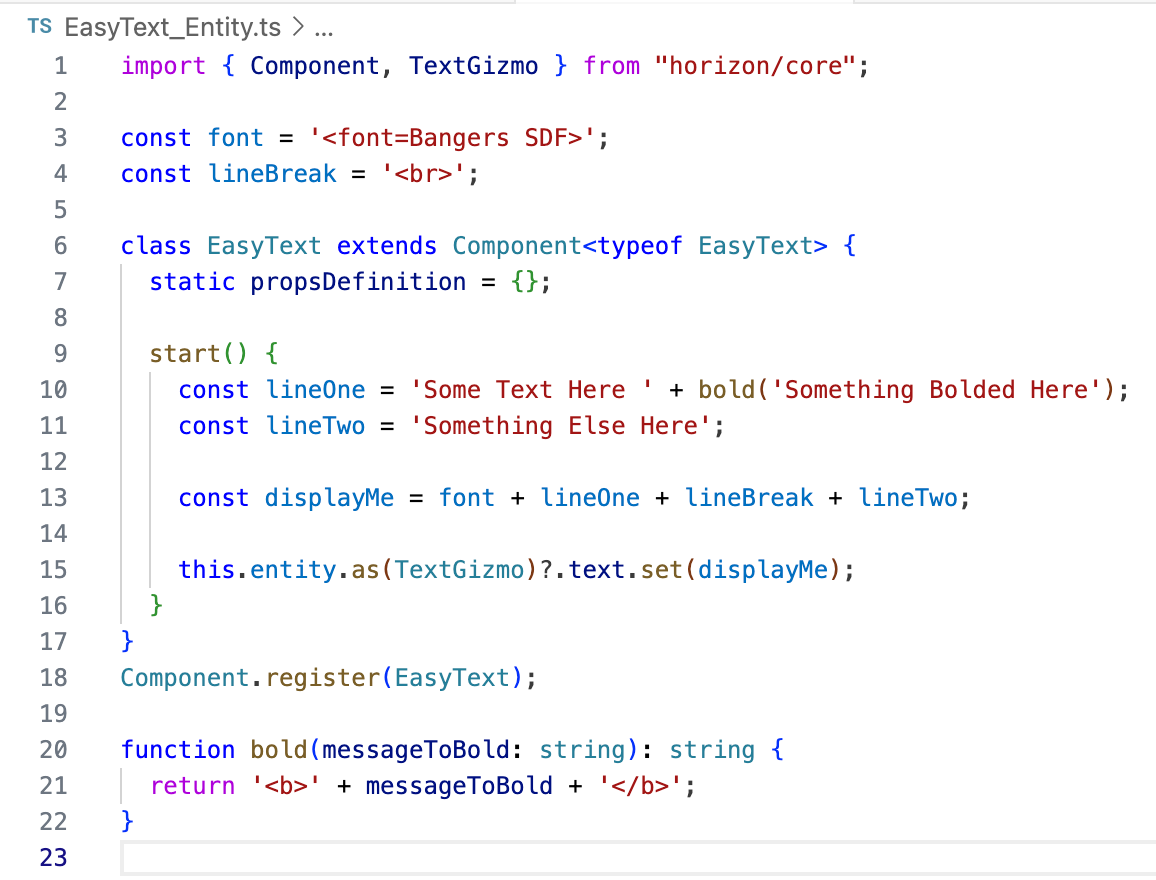 TS EasyText_Entity.ts > ...
1 import { Component, TextGizmo } from "horizon/core";
2
3 const font = '<font=Bangers SDF>';
4 const lineBreak = '<br>';
5
6 class EasyText extends Component<typeof EasyText> {
7   static propsDefinition = {};
8
9   start() {
10     const lineOne = 'Some Text Here ' + bold('Something Bolded Here');
11     const lineTwo = 'Something Else Here';
12
13     const displayMe = font + lineOne + lineBreak + lineTwo;
14
15     this.entity.as(TextGizmo)?.text.set(displayMe);
16   }
17 }
18 Component.register(EasyText);
19
20 function bold(messageToBold: string): string {
21   return '<b>' + messageToBold + '</b>';
22 }
23